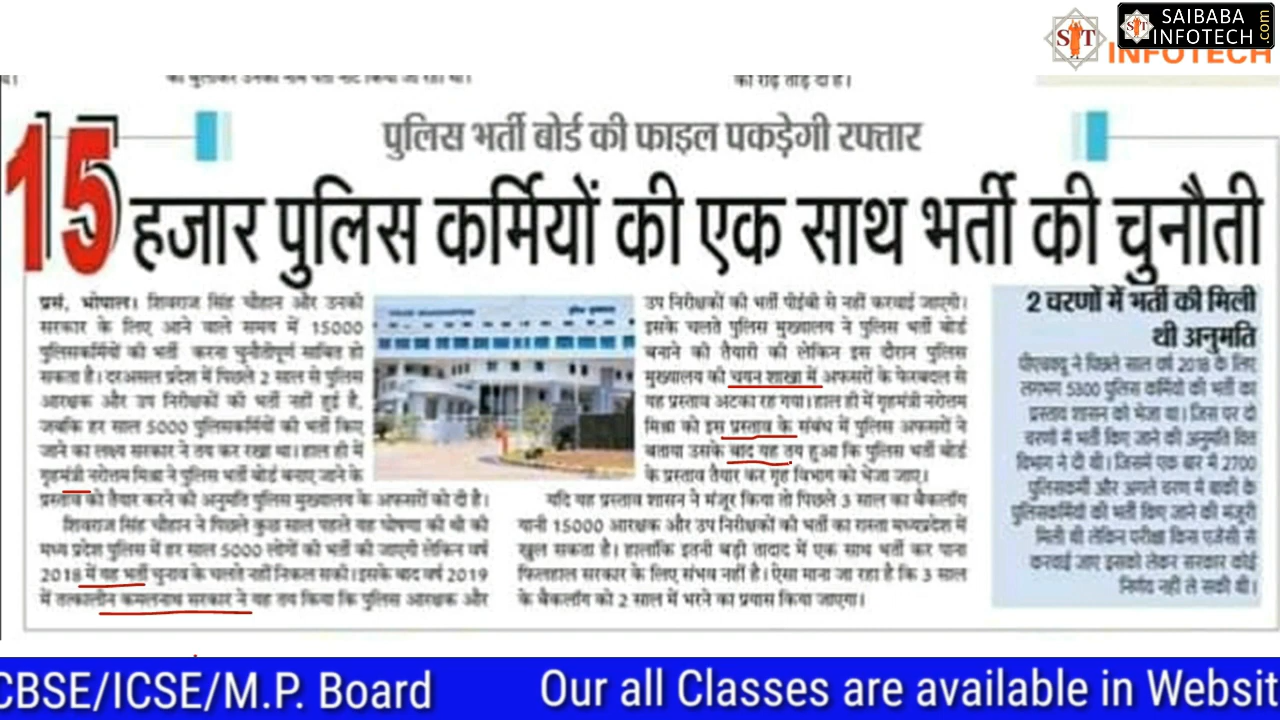 SAIBABA
INFOTECH.com
SIT
INFOTECH
को राह ताड़ दी है।
पुलिस भर्ती बोर्ड की फाइल पकड़ेगी रफ्तार
15 हजार पुलिस कर्मियों की एक साथ भर्ती की चुनौती
प्रसं, भोपाल। शिवराज सिंह चौहान और उनकी
सरकार के लिए आने वाले समय में 15000
पुलिसकर्मियों की भर्ती करना चुनौतीपूर्ण साबित हो
सकता है। दरअसल प्रदेश में पिछले 2 साल से पुलिस
आरक्षक और उप निरीक्षकों की भर्ती नहीं हुई है,
जबकि हर साल 5000 पुलिसकर्मियों की भर्ती किए
जाने का लक्ष्य सरकार ने तय कर रखा था। हाल ही में
गृहमंत्री नरोत्तम मिश्रा ने पुलिस भर्ती बोर्ड बनाए जाने के
प्रस्ताव को तैयार करने की अनुमति पुलिस मुख्यालय के अफसरों को दी है।
शिवराज सिंह चौहान ने पिछले कुछ साल पहले यह घोषणा की थी की
मध्य प्रदेश पुलिस में हर साल 5000 लोगों की भर्ती की जाएगी लेकिन वर्ष
2018 में यह भर्ती चुनाव के चलते नहीं निकल सकी। इसके बाद वर्ष 2019
में तत्कालीन कमलनाथ सरकार ने यह तय किया कि पुलिस आरक्षक और
उप निरीक्षकों की भर्ती पीईबी से नहीं करवाई जाएगी।
इसके चलते पुलिस मुख्यालय ने पुलिस भर्ती बोर्ड
बनाने की तैयारी की लेकिन इस दौरान पुलिस
मुख्यालय की चयन शाखा में अफसरों के फेरबदल से
यह प्रस्ताव अटका रह गया। हाल ही में गृहमंत्री नरोत्तम
मिश्रा को इस प्रस्ताव के संबंध में पुलिस अफसरों ने
बताया उसके बाद यह तय हुआ कि पुलिस भर्ती बोर्ड
के प्रस्ताव तैयार कर गृह विभाग को भेजा जाए।
यदि यह प्रस्ताव शासन ने मंजूर किया तो पिछले 3 साल का बैकलॉग
यानी 15000 आरक्षक और उप निरीक्षकों की भर्ती का रास्ता मध्यप्रदेश में
खुल सकता है। हालांकि इतनी बड़ी तादाद में एक साथ भर्ती कर पाना
फिलहाल सरकार के लिए संभव नहीं है। ऐसा माना जा रहा है कि 3 साल
के बैकलॉग को 2 साल में भरने का प्रयास किया जाएगा।
2 चरणों में भर्ती की मिली
थी अनुमति
पीएचक्यू ने पिछले साल वर्ष 2018 के लिए
लगभग 5300 पुलिस कर्मियों की भर्ती का
प्रस्ताव शासन को भेजा था। जिस पर दो
चरणों में भर्ती किए जाने की अनुमति वित्त
विभाग ने दी थी। जिसमें एक बार में 2700
पुलिसकर्मी और अगले चरण में बाकी के
पुलिसकर्मियों की भर्ती किए जाने की मंजूरी
मिली थी लेकिन परीक्षा किस एजेंसी से
करवाई जाए इसको लेकर सरकार कोई
निर्णय नहीं ले सकी थी।
CBSE/ICSE/M.P. Board
Our all Classes are available in Websit